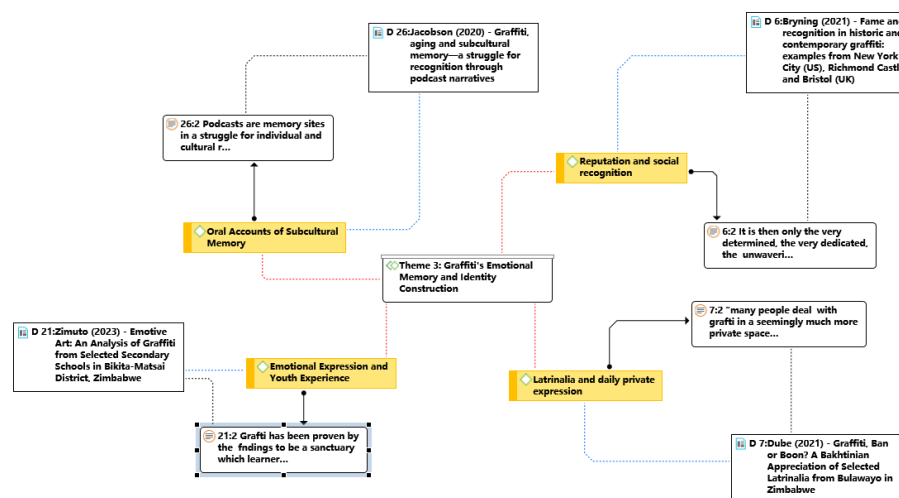 D 26:Jacobson (2020) - Graffiti,
aging and subcultural
memory—a struggle for
recognition through
podcast narratives
D 6:Bryning (2021) - Fame and
recognition in historic and
contemporary graffiti:
examples from New York
City (US), Richmond Castle
and Bristol (UK)
26:2 Podcasts are memory sites
in a struggle for individual and
cultural r...
Reputation and social
recognition
Oral Accounts of Subcultural
Memory
6:2 It is then only the very
determined, the very dedicated,
the unwaveri...
Theme 3: Graffiti's Emotional
Memory and Identity
Construction
7:2 "many people deal with
grafti in a seemingly much more
private space...
D 21:Zimuto (2023) - Emotive
Art: An Analysis of Graffiti
from Selected Secondary
Schools in Bikita-Matsai
District, Zimbabwe
Emotional Expression and
Youth Experience
Latrinalia and daily private
expression
21:2 Grafti has been proven by
the fndings to be a sanctuary
which learner...
D 7:Dube (2021) - Graffiti, Ban
or Boon? A Bakhtinian
Appreciation of Selected
Latrinalia from Bulawayo in
Zimbabwe